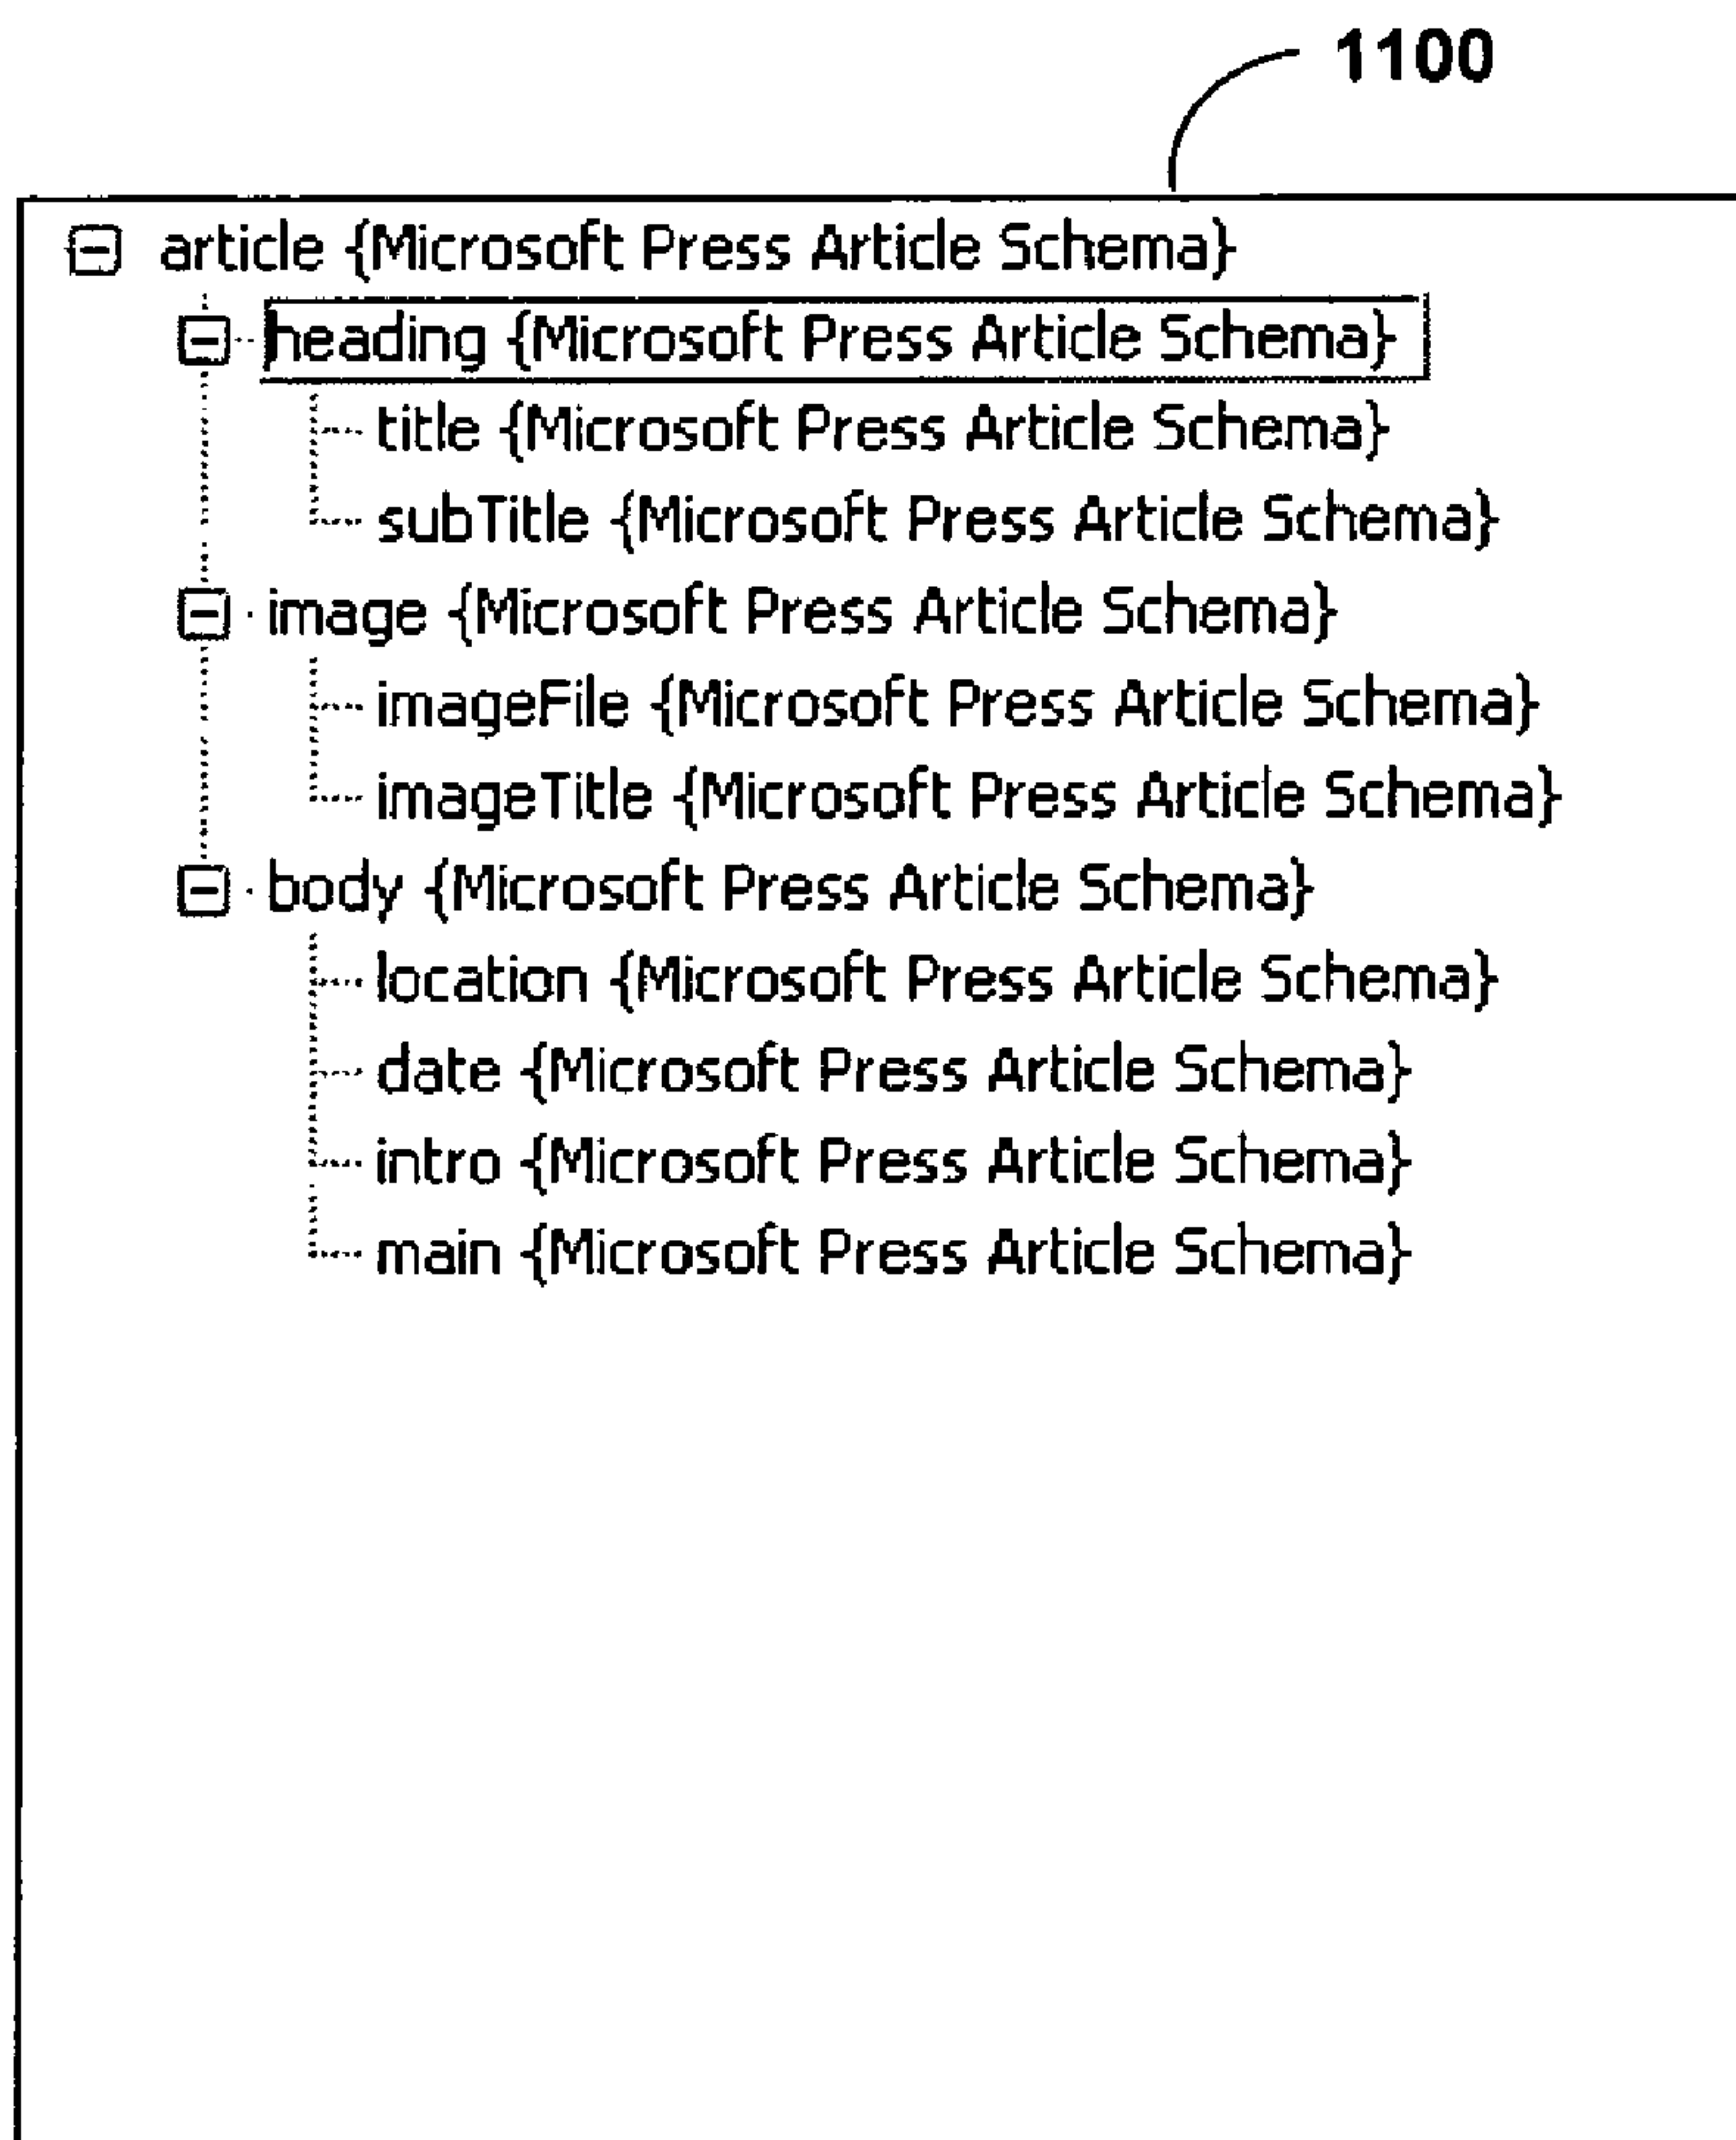 1100
article {Microsoft Press Article Schema}
heading {Microsoft Press Article Schema}
title {Microsoft Press Article Schema}
subTitle {Microsoft Press Article Schema}
image {Microsoft Press Article Schema}
imageFile {Microsoft Press Article Schema}
imageTitle {Microsoft Press Article Schema}
body {Microsoft Press Article Schema}
location {Microsoft Press Article Schema}
date {Microsoft Press Article Schema}
intro {Microsoft Press Article Schema}
main {Microsoft Press Article Schema}